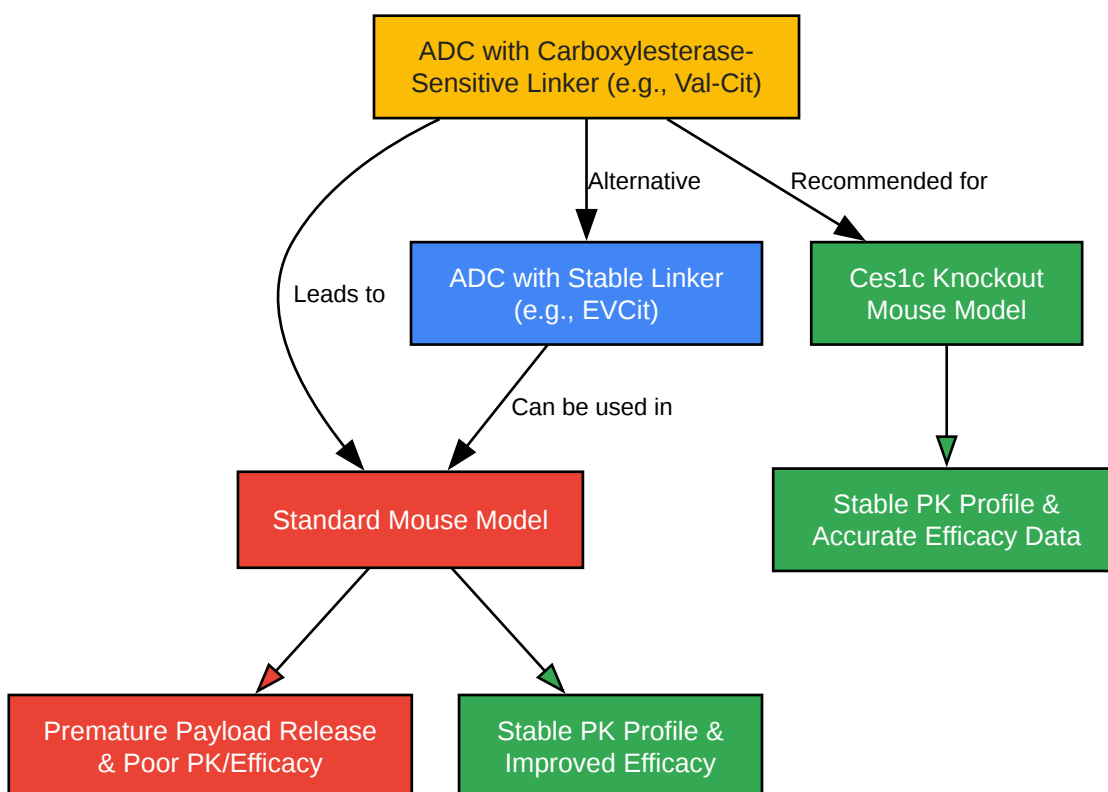 ADC with Carboxylesterase-
Sensitive Linker (e.g., Val-Cit)
Alternative
Recommended for
Leads to
ADC with Stable Linker
(e.g., EVCit)
Ces1c Knockout
Mouse Model
Can be used in
Standard Mouse Model
Stable PK Profile &
Accurate Efficacy Data
Premature Payload Release
& Poor PK/Efficacy
Stable PK Profile &
Improved Efficacy